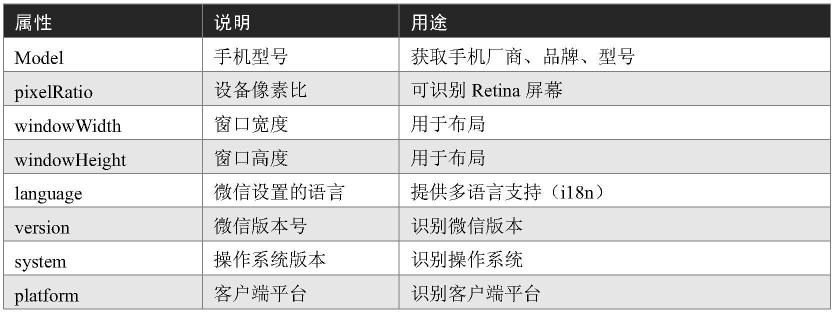 属性 说明 用途
Model 手机型号 获取手机厂商、品牌、型号
pixelRatio 设备像素比 可识别 Retina 屏幕
windowWidth 窗口宽度 用于布局
windowHeight 窗口高度 用于布局
language 微信设置的语言 提供多语言支持（i18n）
version 微信版本号 识别微信版本
system 操作系统版本 识别操作系统
platform 客户端平台 识别客户端平台